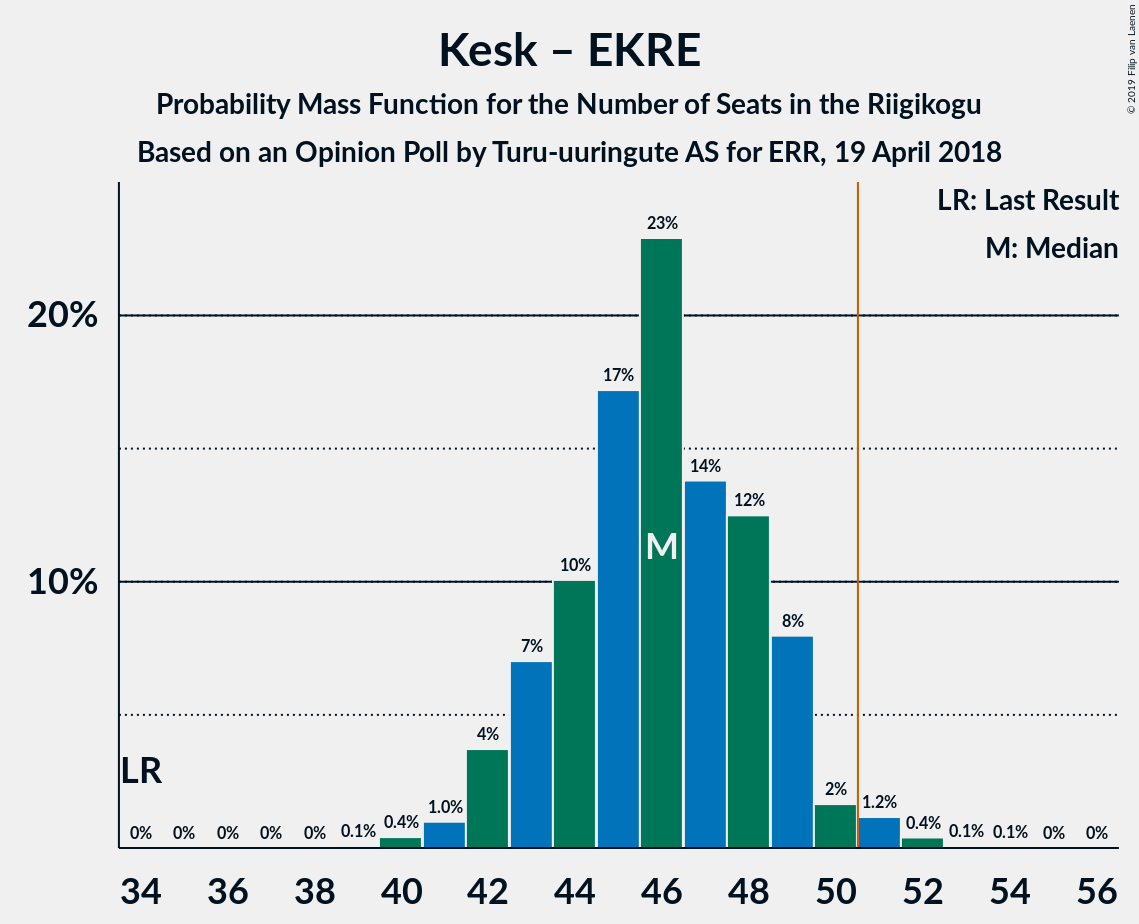 Kesk – EKRE
Probability Mass Function for the Number of Seats in the Riigikogu
Based on an Opinion Poll by Turu-uuringute AS for ERR, 19 April 2018
© 2019 Filip van Laenen
LR: Last Result
M: Median
20%
10%
LR
M
0% 0% 0% 0% 0% 0.1% 0.4% 1.0% 4% 7% 10% 17% 23% 14% 12% 8% 2% 1.2% 0.4% 0.1% 0.1% 0% 0%
34 36 38 40 42 44 46 48 50 52 54 56